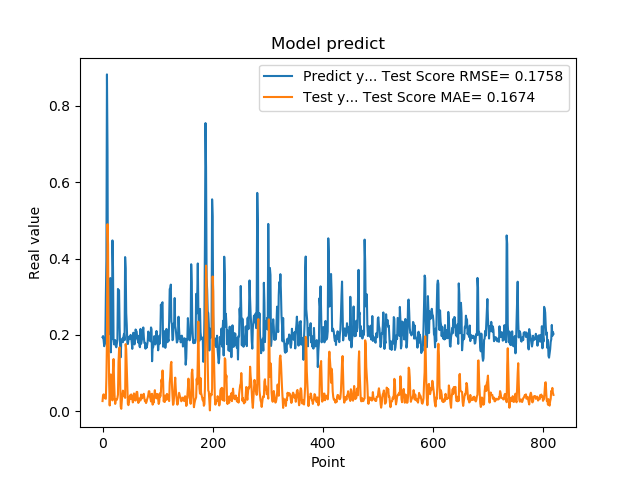 Model predict
Predict y... Test Score RMSE= 0.1758
Test y... Test Score MAE= 0.1674
Real value
0.8
0.6
0.4
0.2
0.0
0 200 400 600 800
Point